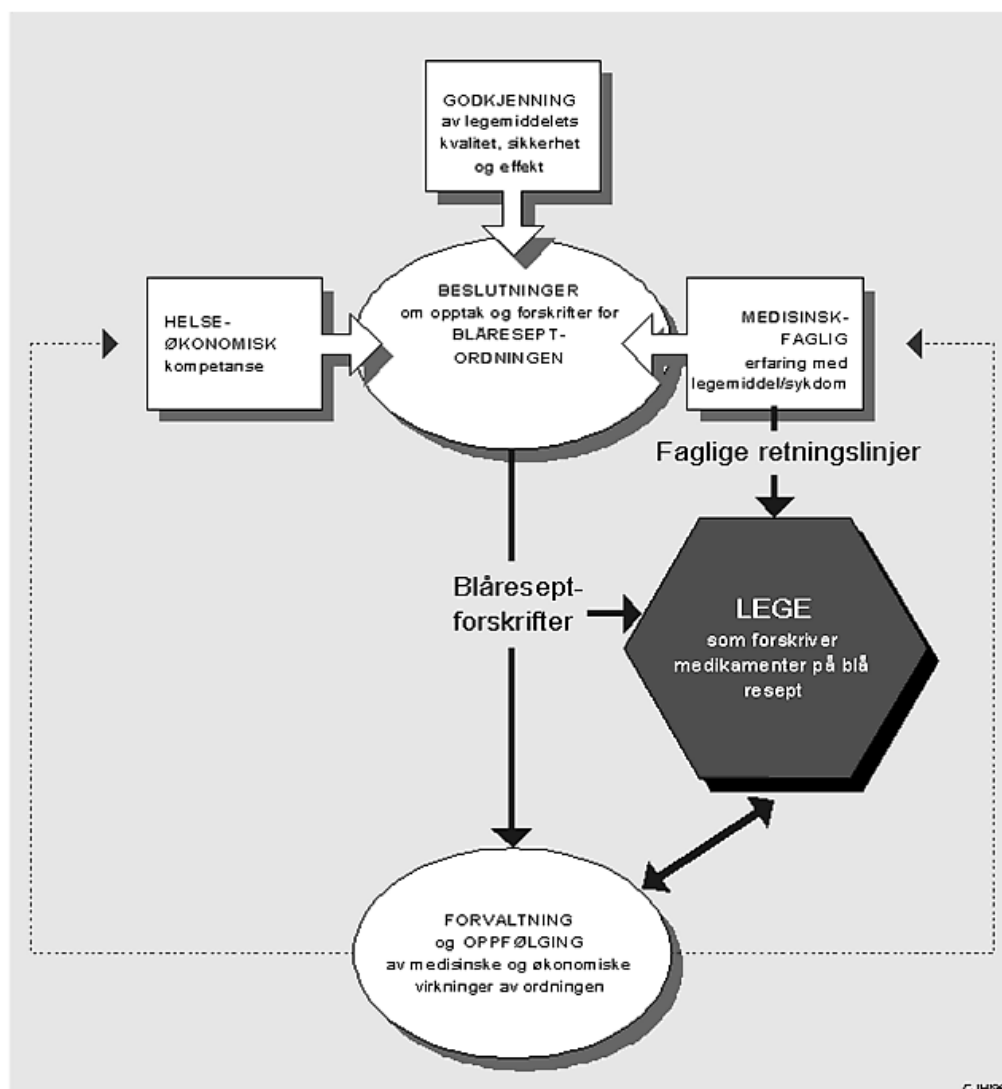 GODKJENNING
av legemiddelets
kvalitet, sikkerhet
og effekt
BESLUTNINGER
om opptak og forskrifter for
BLÅRESEPT-
ORDNINGEN
HELSE-
ØKONOMISK
kompetanse
MEDISINSK-
FAGLIG
erfaring med
legemiddel/sykdom
Faglige retningslinjer
Blåresept-
forskrifter
LEGE
som forskriver
medikamenter på blå
resept
FORVALTNING
og OPPFØLGING
av medisinske og økonomiske
virkninger av ordningen